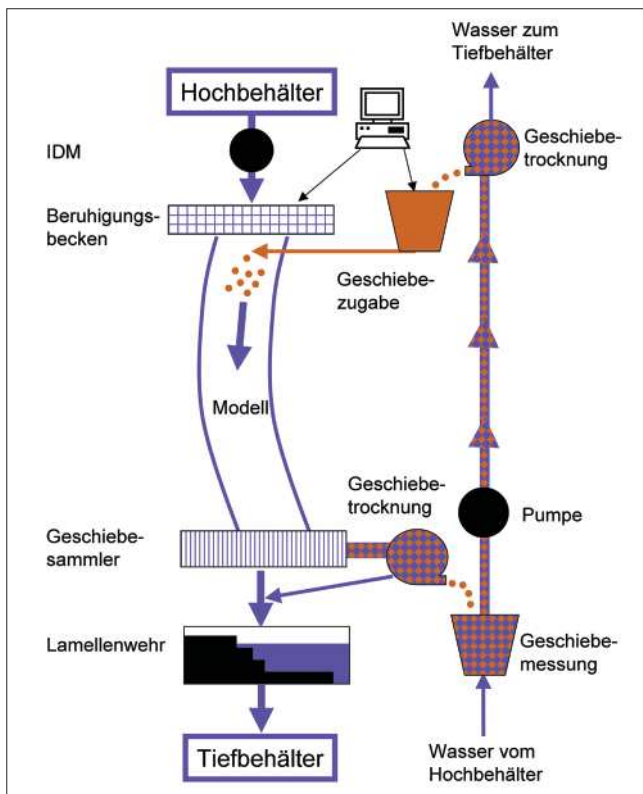 Wasser zum
Tiefbehälter
Hochbehälter
IDM
Geschiebe-
trocknung
Beruhigungs-
becken
Geschiebe-
zugabe
Modell
Geschiebe-
trocknung
Pumpe
Geschiebe-
sammler
Lamellenwehr
Geschiebe-
messung
Tiefbehälter
Wasser vom
Hochbehälter